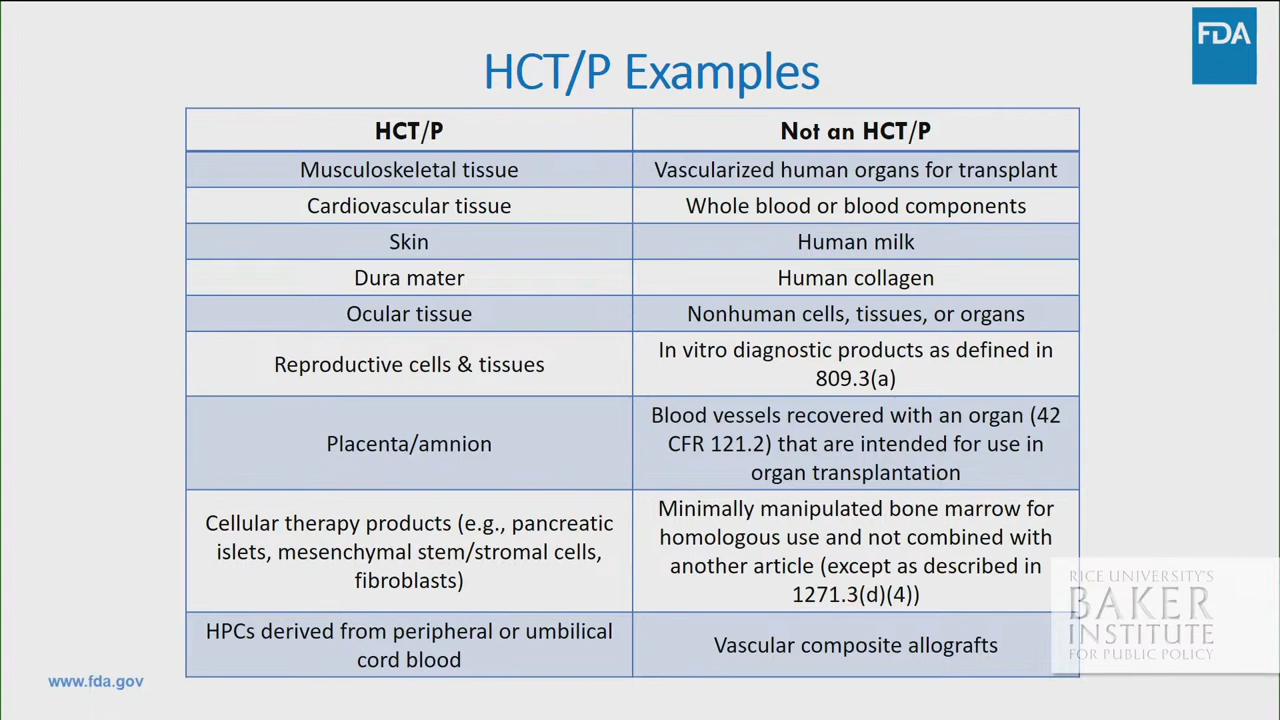 FDA
HCT/P Examples
HCT/P
Not an HCT/P
Musculoskeletal tissue
Vascularized human organs for transplant
Cardiovascular tissue
Whole blood or blood components
Skin
Human milk
Dura mater
Human collagen
Ocular tissue
Nonhuman cells, tissues, or organs
Reproductive cells & tissues
In vitro diagnostic products as defined in
809.3(a)
Placenta/amnion
Blood vessels recovered with an organ (42
CFR 121.2) that are intended for use in
organ transplantation
Cellular therapy products (e.g., pancreatic
islets, mesenchymal stem/stromal cells,
fibroblasts)
Minimally manipulated bone marrow for
homologous use and not combined with
another article (except as described in
1271.3(d)(4))
HPCs derived from peripheral or umbilical
cord blood
Vascular composite allografts
RICE UNIVERSITY'S
BAKER
INSTITUTE
FOR PUBLIC POLICY
www.fda.gov